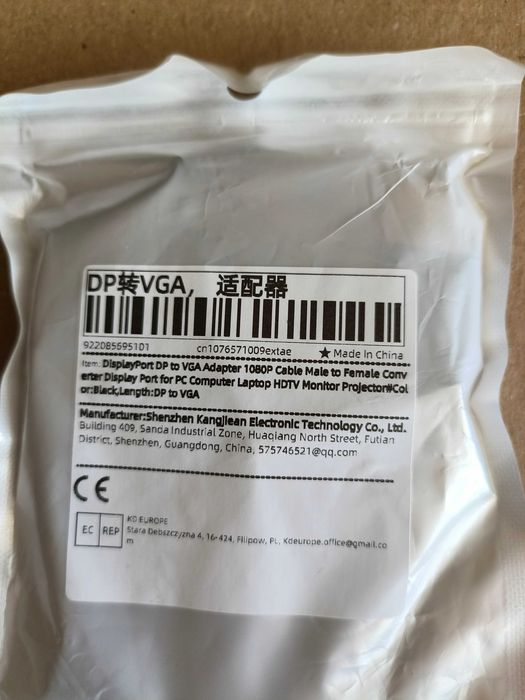 DP转VGA, 适配器
922085695101 cn1076571009extae ★ Made In China
Item: DisplayPort DP to VGA Adapter 1080P Cable Male to Female Conv
erter Display Port for PC Computer Laptop HDTV Monitor Projector#Col
or:Black,Length:DP to VGA
Manufacturer:Shenzhen Kangjiean Electronic Technology Co., Ltd.
Building 409, Sanda Industrial Zone, Huaqiang North Street, Futian
District, Shenzhen, Guangdong, China, 575746521@qq.com
CE
EC REP
KD EUROPE
Stara Debszczyzna 4, 16-424, Filipow, PL, Kdeurope.office@gmail.co
m